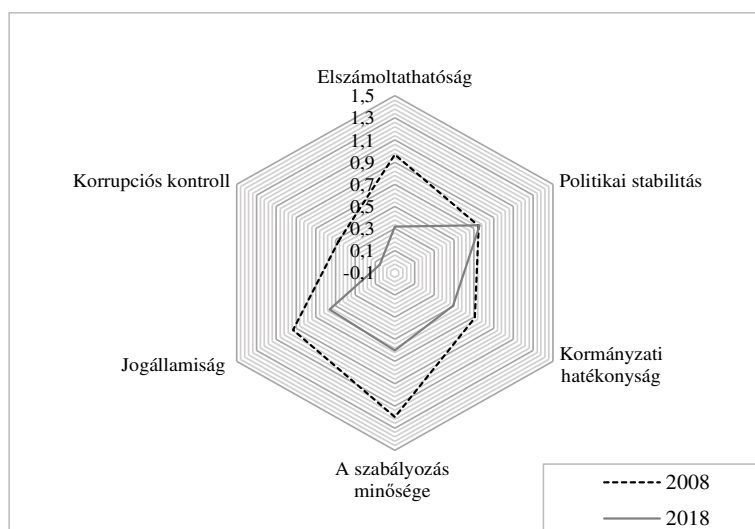 Elszámoltathatóság
1,5
1,3
1,1
0,9
0,7
0,5
0,3
0,1
-0,1
Korrupciós kontroll
Politikai stabilitás
Jogállamiság
Kormányzati
hatékonyság
A szabályozás
minősége
2008
2018